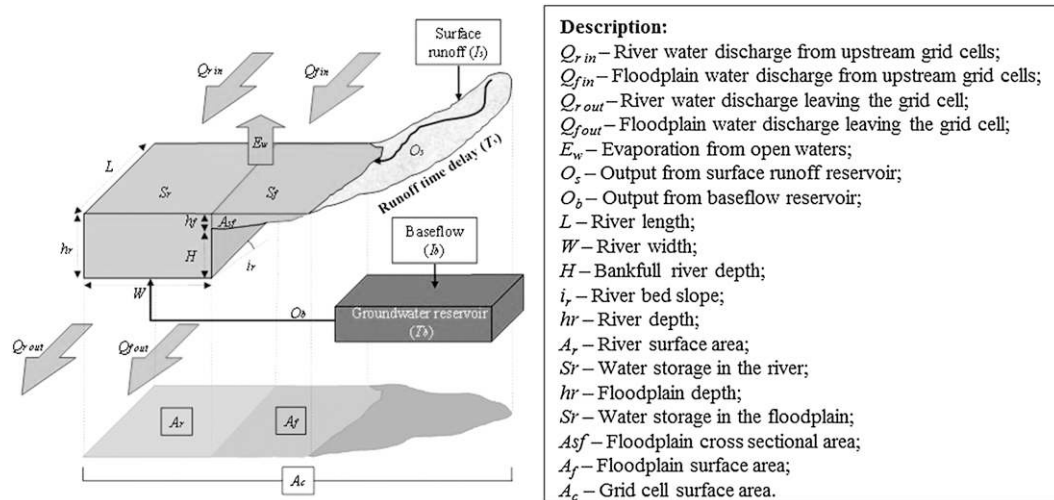 Surface
runoff (Is)
Qr in
Qf in
Ew
Os
Runoff time delay (Ts)
L
Sr
Sf
hf
Asf
hr
H
ir
W
Baseflow
(Ib)
Groundwater reservoir
(Tb)
Ob
Qr out
Qf out
Ar
Af
Ac
Description:
Qr in – River water discharge from upstream grid cells;
Qf in – Floodplain water discharge from upstream grid cells;
Qr out – River water discharge leaving the grid cell;
Qf out – Floodplain water discharge leaving the grid cell;
Ew – Evaporation from open waters;
Os – Output from surface runoff reservoir;
Ob – Output from baseflow reservoir;
L – River length;
W – River width;
H – Bankfull river depth;
ir – River bed slope;
hr – River depth;
Ar – River surface area;
Sr – Water storage in the river;
hr – Floodplain depth;
Sr – Water storage in the floodplain;
Asf – Floodplain cross sectional area;
Af – Floodplain surface area;
Ac – Grid cell surface area.